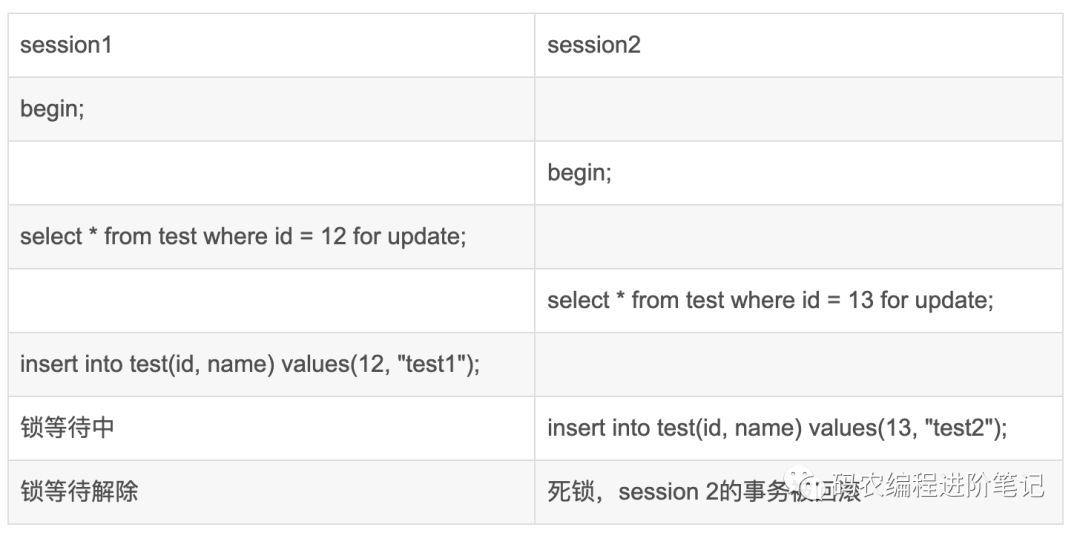 session1
session2
begin;
begin;
select * from test where id = 12 for update;
select * from test where id = 13 for update;
insert into test(id, name) values(12, "test1");
锁等待中
insert into test(id, name) values(13, "test2");
锁等待解除
死锁，session 2的事务被回滚
码农编程进阶笔记